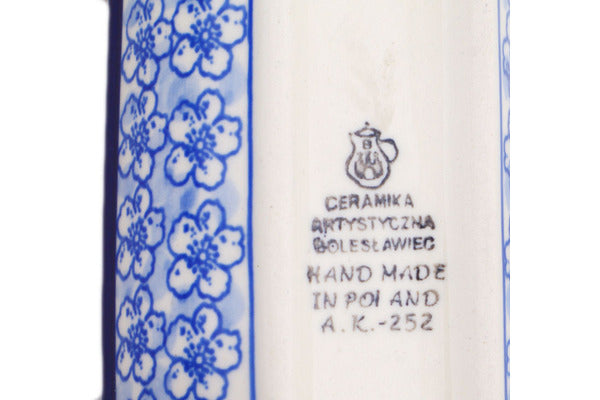 B
CERAMIKA
ARTYSTYCZNA
BOLESŁAWIEC
HAND MADE
IN POLAND
A.K.-252